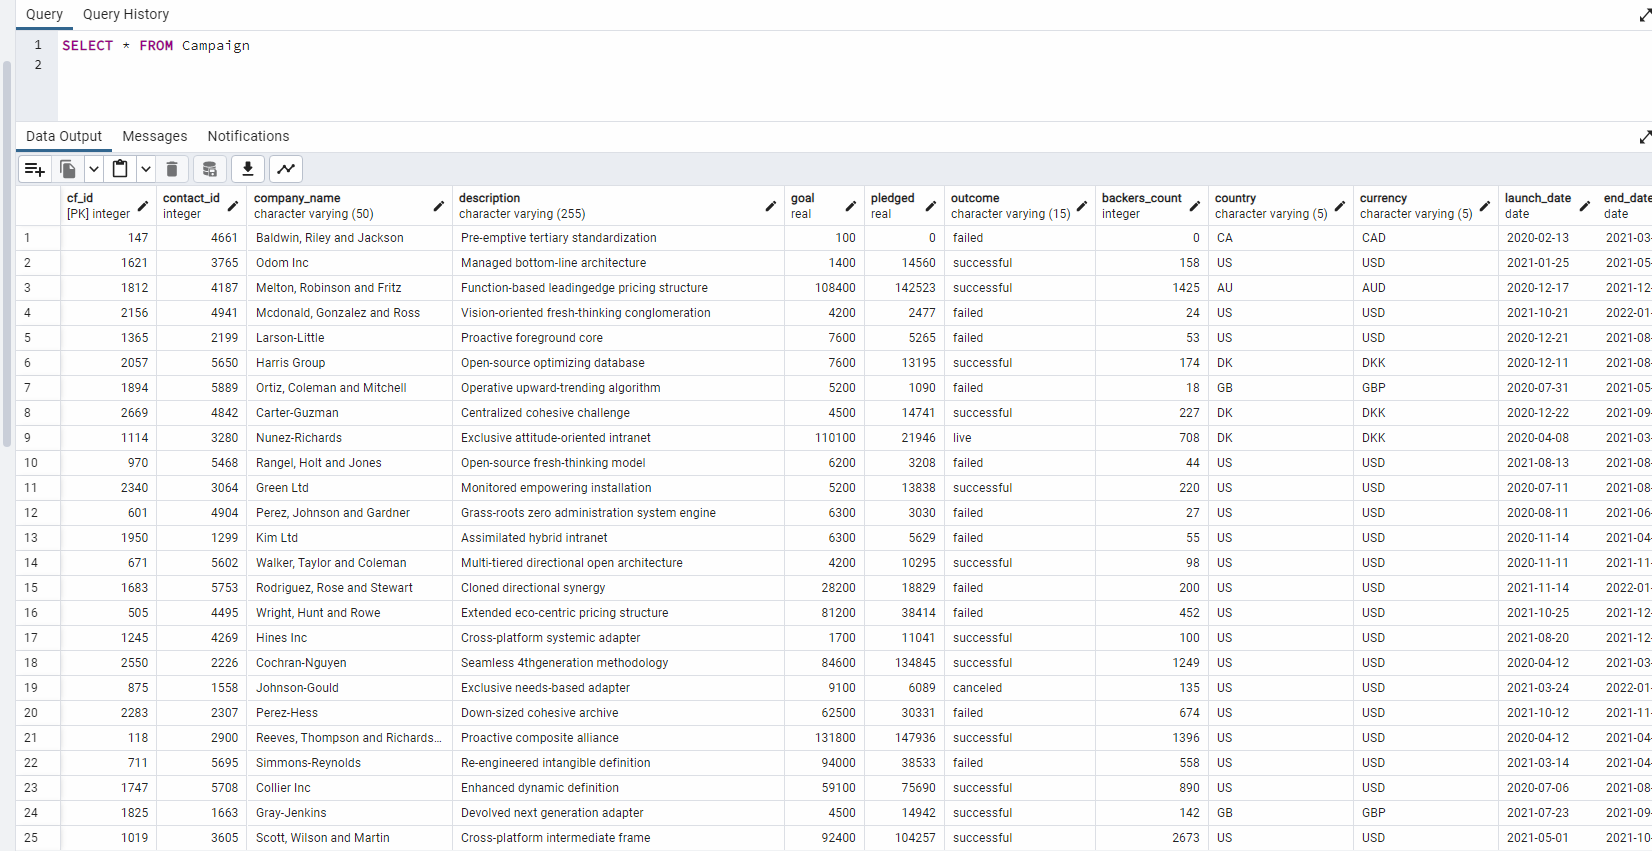 Query Query History
1 SELECT * FROM Campaign
2
Data Output Messages Notifications
cf_id contact_id company_name description goal pledged outcome backers_count country currency launch_date end_date
[PK] integer integer character varying (50) character varying (255) real real character varying (15) integer character varying (5) character varying (5) date date
1 147 4661 Baldwin, Riley and Jackson Pre-emptive tertiary standardization 100 0 failed 0 CA CAD 2020-02-13 2021-03-
2 1621 3765 Odom Inc Managed bottom-line architecture 1400 14560 successful 158 US USD 2021-01-25 2021-05-
3 1812 4187 Melton, Robinson and Fritz Function-based leadingedge pricing structure 108400 142523 successful 1425 AU AUD 2020-12-17 2021-12-
4 2156 4941 Mcdonald, Gonzalez and Ross Vision-oriented fresh-thinking conglomeration 4200 2477 failed 24 US USD 2021-10-21 2022-01-
5 1365 2199 Larson-Little Proactive foreground core 7600 5265 failed 53 US USD 2020-12-21 2021-08-
6 2057 5650 Harris Group Open-source optimizing database 7600 13195 successful 174 DK DKK 2020-12-11 2021-08-
7 1894 5889 Ortiz, Coleman and Mitchell Operative upward-trending algorithm 5200 1090 failed 18 GB GBP 2020-07-31 2021-05-
8 2669 4842 Carter-Guzman Centralized cohesive challenge 4500 14741 successful 227 DK DKK 2020-12-22 2021-09-
9 1114 3280 Nunez-Richards Exclusive attitude-oriented intranet 110100 21946 live 708 DK DKK 2020-04-08 2021-03-
10 970 5468 Rangel, Holt and Jones Open-source fresh-thinking model 6200 3208 failed 44 US USD 2021-08-13 2021-08-
11 2340 3064 Green Ltd Monitored empowering installation 5200 13838 successful 220 US USD 2020-07-11 2021-08-
12 601 4904 Perez, Johnson and Gardner Grass-roots zero administration system engine 6300 3030 failed 27 US USD 2020-08-11 2021-06-
13 1950 1299 Kim Ltd Assimilated hybrid intranet 6300 5629 failed 55 US USD 2020-11-14 2021-04-
14 671 5602 Walker, Taylor and Coleman Multi-tiered directional open architecture 4200 10295 successful 98 US USD 2020-11-11 2021-11-
15 1683 5753 Rodriguez, Rose and Stewart Cloned directional synergy 28200 18829 failed 200 US USD 2021-11-14 2022-01-
16 505 4495 Wright, Hunt and Rowe Extended eco-centric pricing structure 81200 38414 failed 452 US USD 2021-10-25 2021-12-
17 1245 4269 Hines Inc Cross-platform systemic adapter 1700 11041 successful 100 US USD 2021-08-20 2021-12-
18 2550 2226 Cochran-Nguyen Seamless 4thgeneration methodology 84600 134845 successful 1249 US USD 2020-04-12 2021-03-
19 875 1558 Johnson-Gould Exclusive needs-based adapter 9100 6089 canceled 135 US USD 2021-03-24 2022-01-
20 2283 2307 Perez-Hess Down-sized cohesive archive 62500 30331 failed 674 US USD 2021-10-12 2021-11-
21 118 2900 Reeves, Thompson and Richards... Proactive composite alliance 131800 147936 successful 1396 US USD 2020-04-12 2021-04-
22 711 5695 Simmons-Reynolds Re-engineered intangible definition 94000 38533 failed 558 US USD 2021-03-14 2021-04-
23 1747 5708 Collier Inc Enhanced dynamic definition 59100 75690 successful 890 US USD 2020-07-06 2021-08-
24 1825 1663 Gray-Jenkins Devolved next generation adapter 4500 14942 successful 142 GB GBP 2021-07-23 2021-09-
25 1019 3605 Scott, Wilson and Martin Cross-platform intermediate frame 92400 104257 successful 2673 US USD 2021-05-01 2021-10-